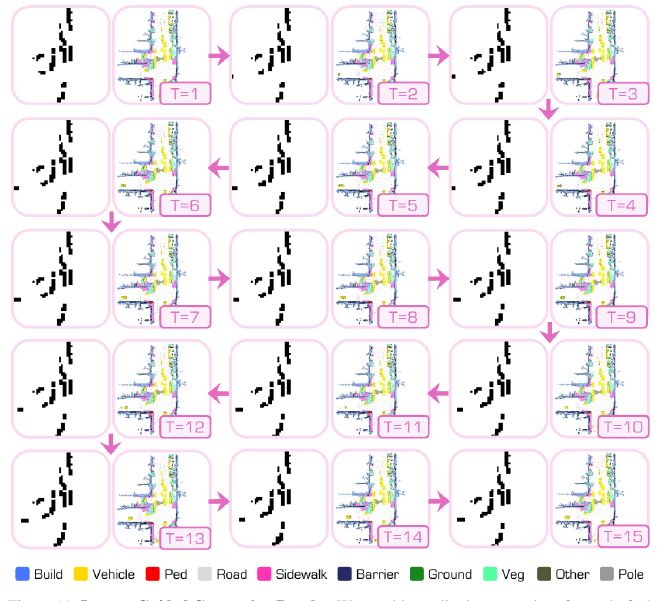 T=1
T=2
T=3
T=6
T=5
T=4
T=7
T=8
T=9
T=12
T=11
T=10
T=13
T=14
T=15
Build Vehicle Ped Road Sidewalk Barrier Ground Veg Other Pole